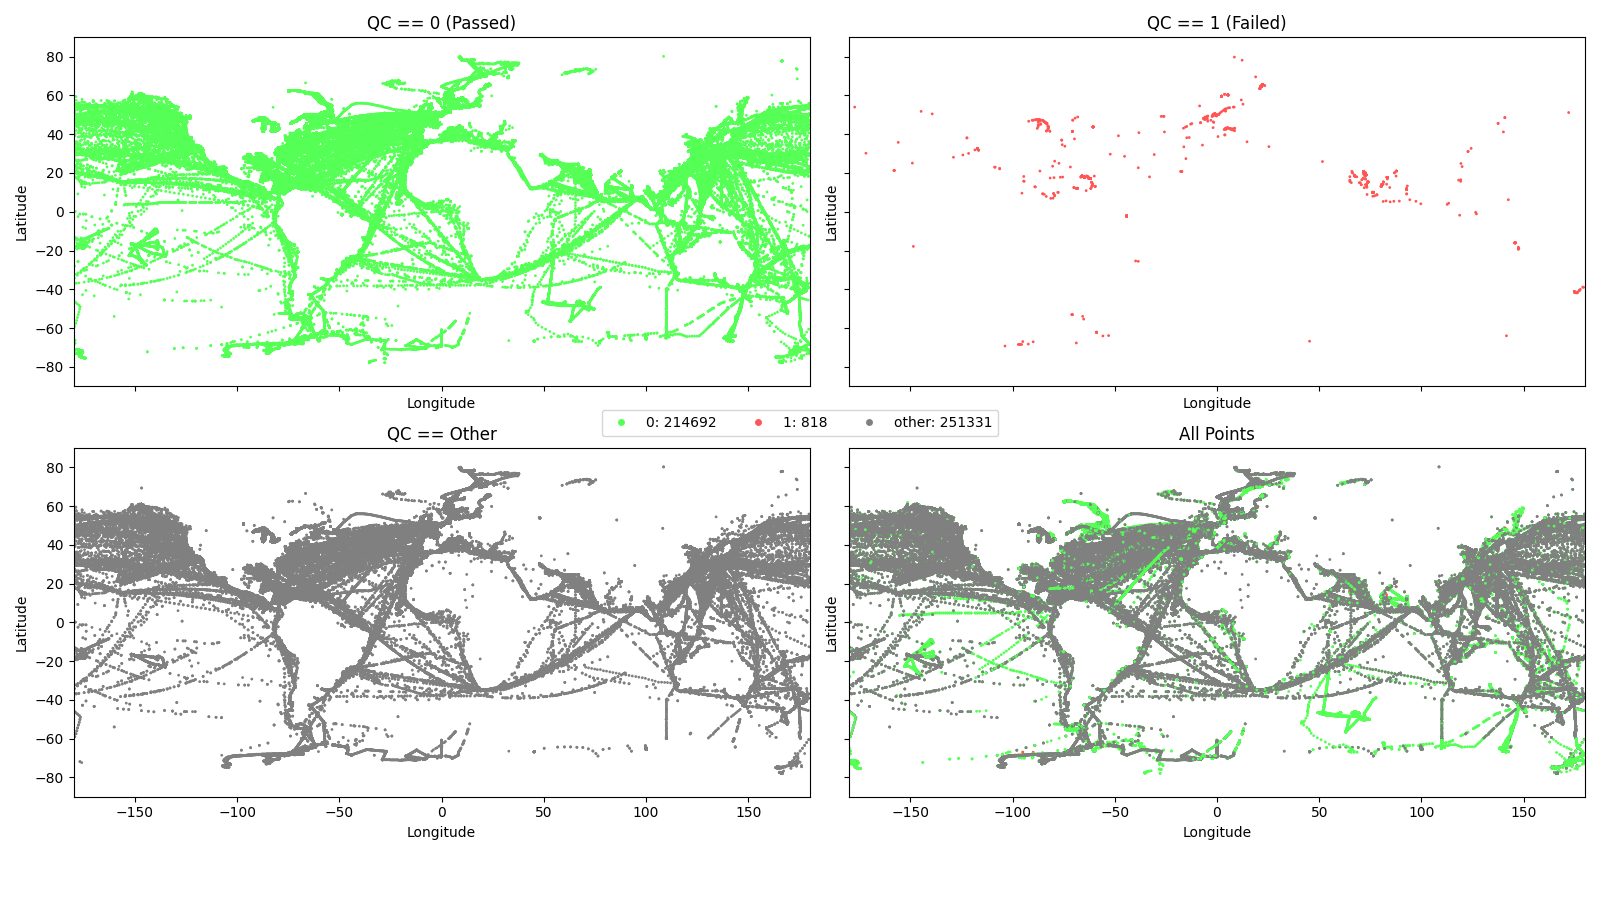 QC == 0 (Passed)
QC == 1 (Failed)
80
60
40
20
0
−20
−40
−60
−80
Latitude
Latitude
Longitude
Longitude
0: 214692 1: 818 other: 251331
QC == Other
All Points
80
60
40
20
0
−20
−40
−60
−80
Latitude
Latitude
−150 −100 −50 0 50 100 150
−150 −100 −50 0 50 100 150
Longitude
Longitude